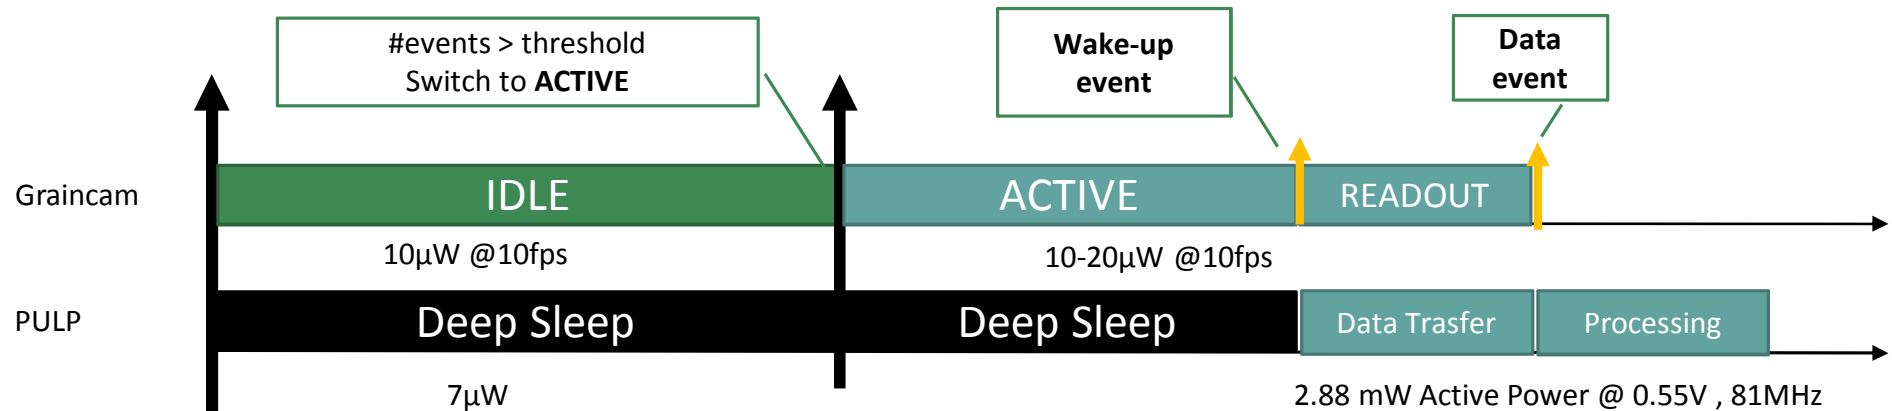 #events > threshold
Switch to ACTIVE
Wake-up
event
Data
event
Graincam
IDLE
ACTIVE
READOUT
10µW @10fps
10-20µW @10fps
PULP
Deep Sleep
Deep Sleep
Data Trasfer
Processing
7µW
2.88 mW Active Power @ 0.55V , 81MHz